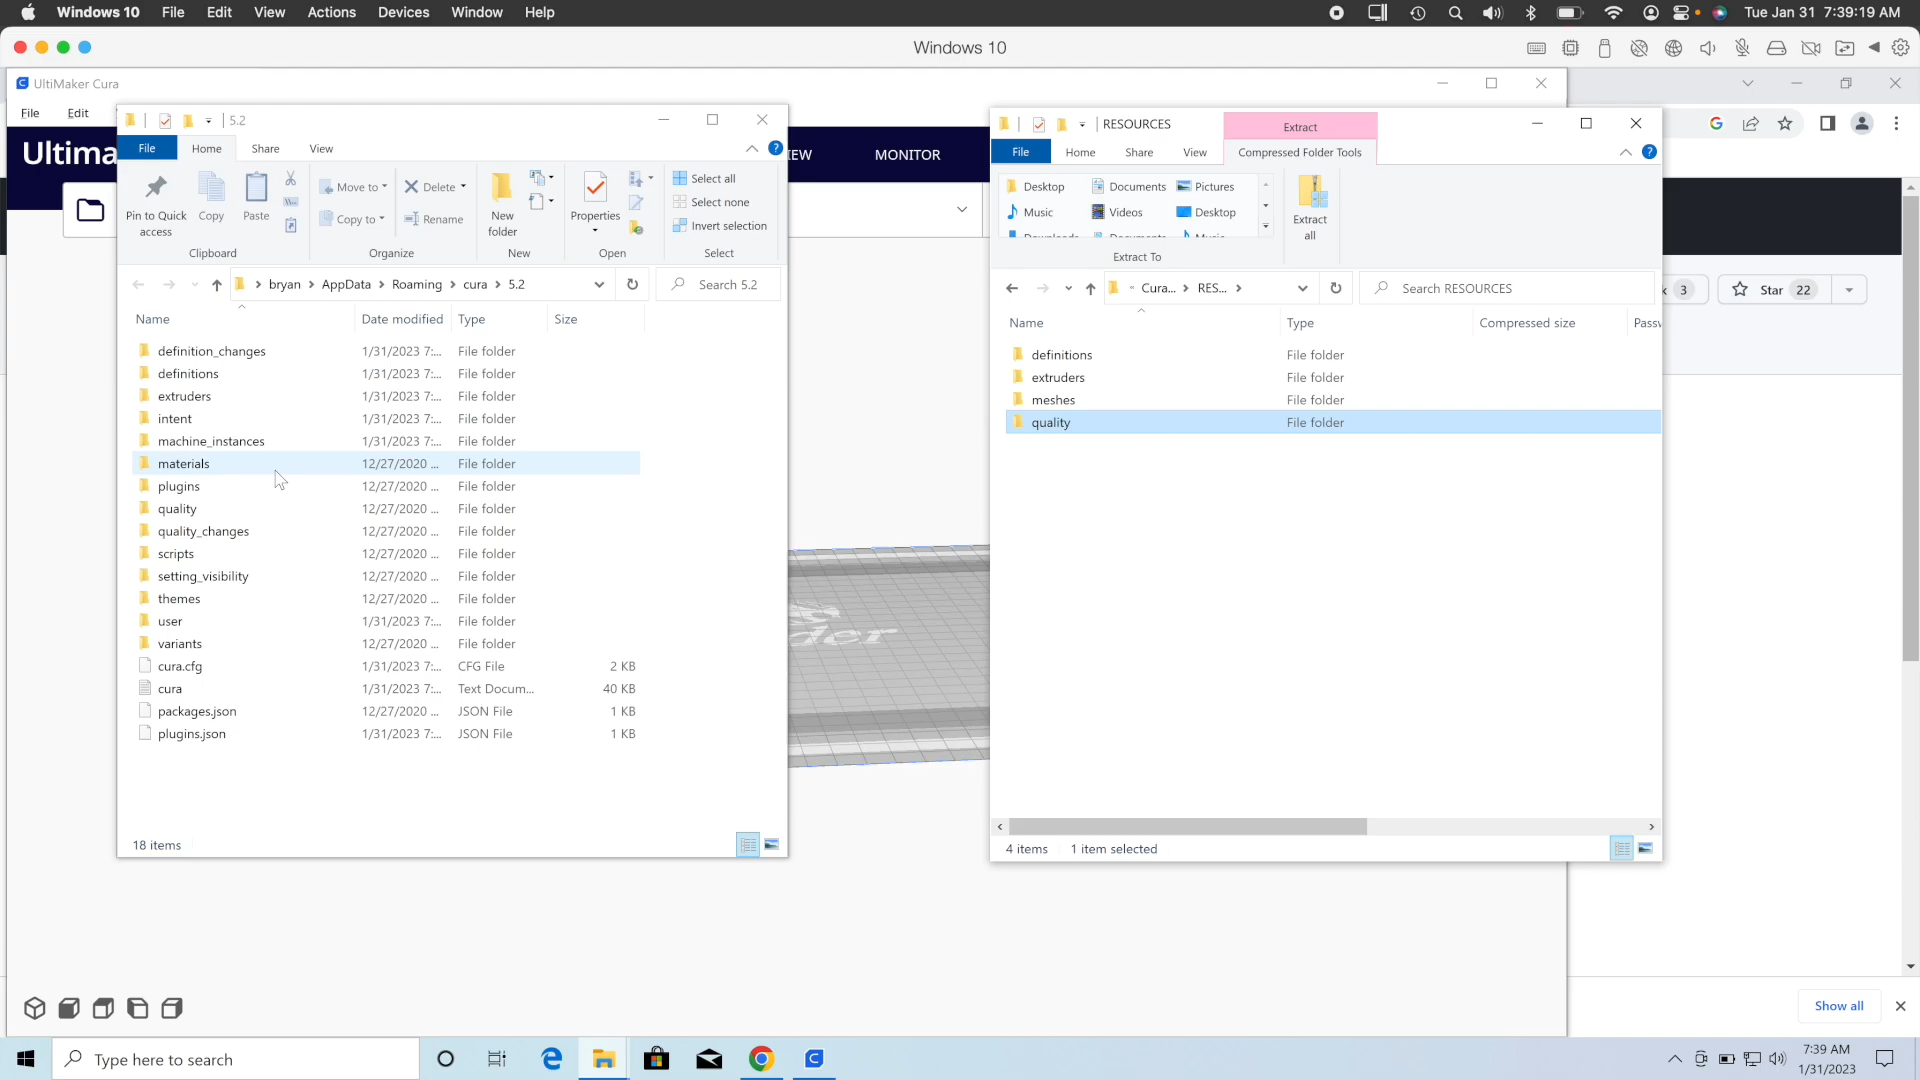 Windows 10 File Edit View Actions Devices Window Help Tue Jan 31 7:39:19 AM
Windows 10
UltiMaker Cura
File Edit
Ultima
IEW MONITOR
5.2
File Home Share View
Pin to Quick access
Copy
Paste
Clipboard
Move to
Copy to
Delete
Rename
Organize
New folder
New
Properties
Open
Select all
Select none
Invert selection
Select
bryan AppData Roaming cura 5.2
Search 5.2
Name Date modified Type Size
definition_changes 1/31/2023 7:... File folder
definitions 1/31/2023 7:... File folder
extruders 1/31/2023 7:... File folder
intent 1/31/2023 7:... File folder
machine_instances 1/31/2023 7:... File folder
materials 12/27/2020 ... File folder
plugins 12/27/2020 ... File folder
quality 12/27/2020 ... File folder
quality_changes 12/27/2020 ... File folder
scripts 12/27/2020 ... File folder
setting_visibility 12/27/2020 ... File folder
themes 12/27/2020 ... File folder
user 1/31/2023 7:... File folder
variants 12/27/2020 ... File folder
cura.cfg 1/31/2023 7:... CFG File 2 KB
cura 1/31/2023 7:... Text Docum... 40 KB
packages.json 12/27/2020 ... JSON File 1 KB
plugins.json 1/31/2023 7:... JSON File 1 KB
18 items
RESOURCES
Extract
File Home Share View Compressed Folder Tools
Desktop Documents Pictures
Music Videos Desktop
Downloads Documents Music
Extract To
Extract all
Cura... RES...
Search RESOURCES
Name Type Compressed size Passw
definitions File folder
extruders File folder
meshes File folder
quality File folder
4 items 1 item selected
k 3
Star 22
Show all
Type here to search
7:39 AM
1/31/2023